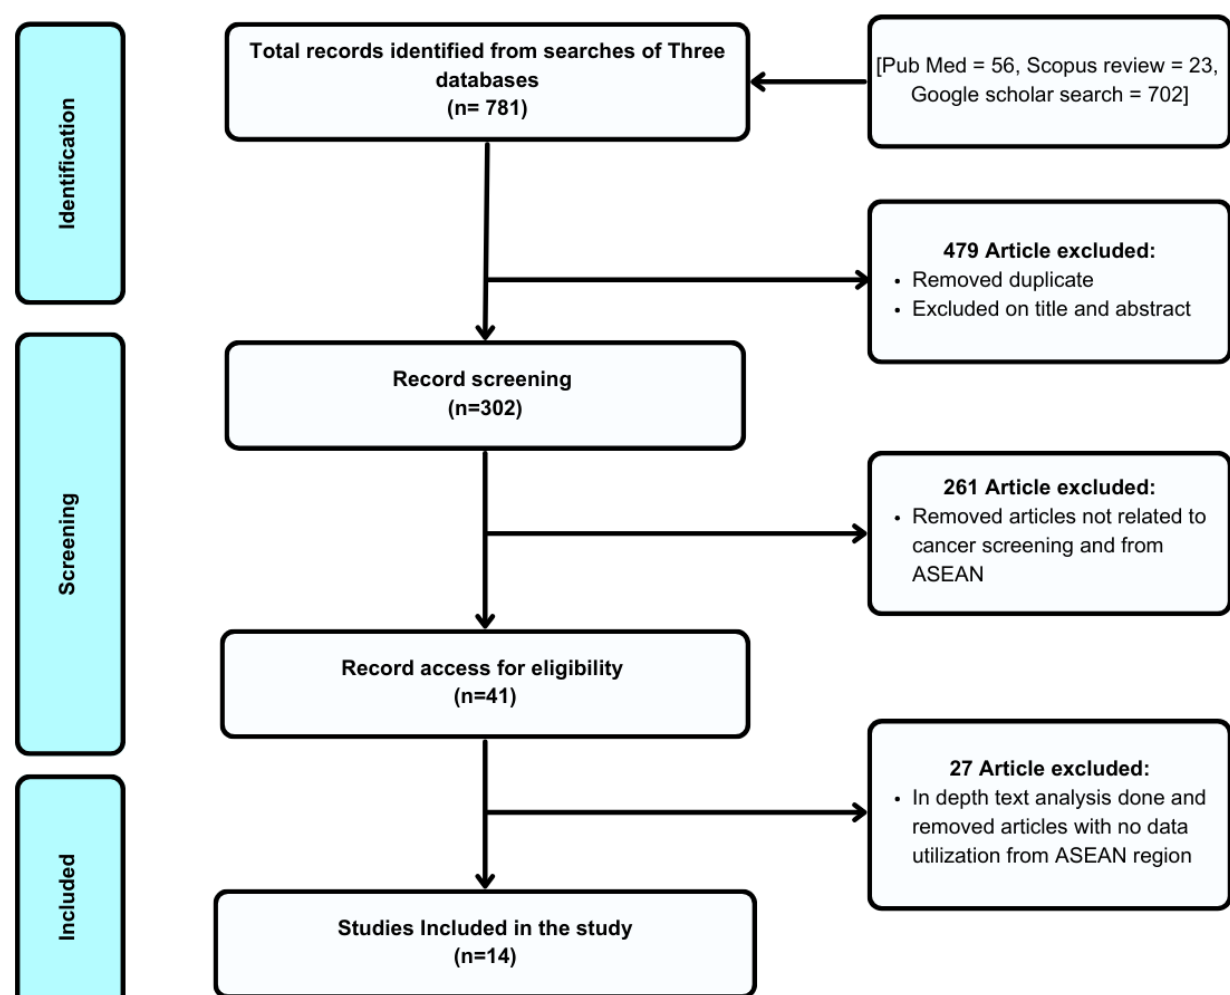 Identification
Total records identified from searches of Three
databases
(n= 781)
[Pub Med = 56, Scopus review = 23,
Google scholar search = 702]
479 Article excluded:
• Removed duplicate
• Excluded on title and abstract
Screening
Record screening
(n=302)
261 Article excluded:
• Removed articles not related to
cancer screening and from
ASEAN
Record access for eligibility
(n=41)
27 Article excluded:
• In depth text analysis done and
removed articles with no data
utilization from ASEAN region
Included
Studies Included in the study
(n=14)